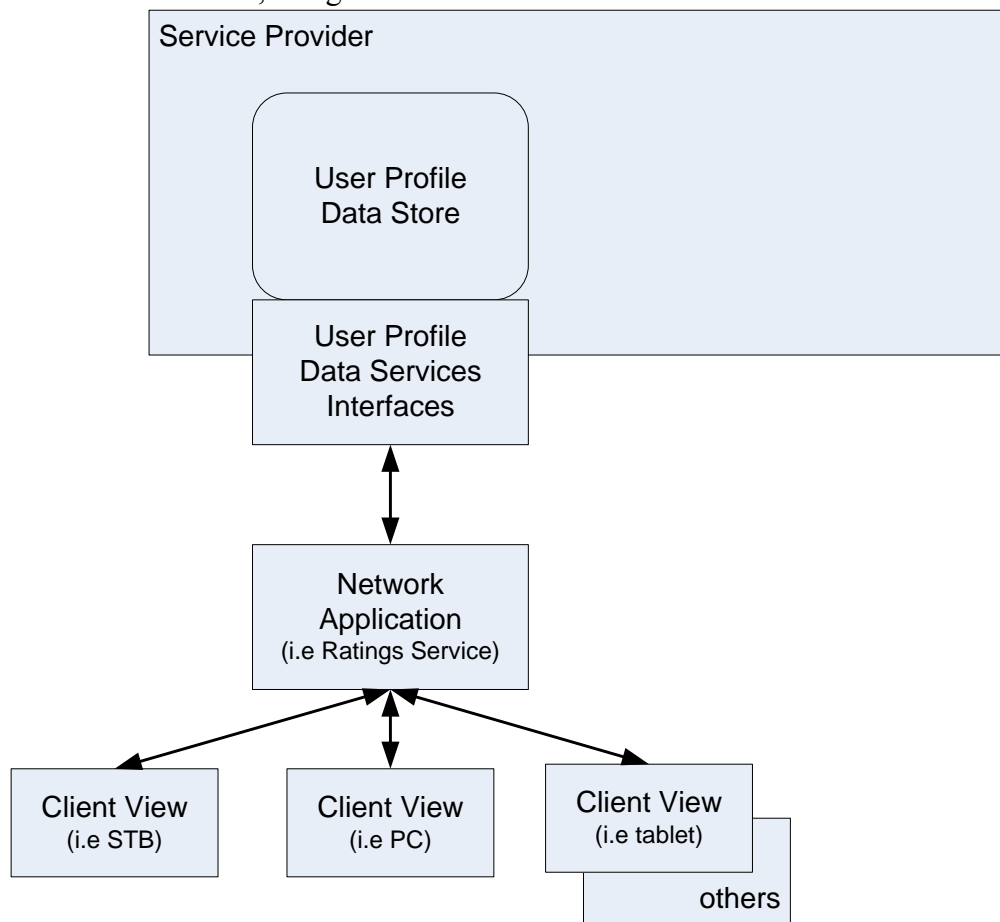 Service Provider
User Profile
Data Store
User Profile
Data Services
Interfaces
Network
Application
(i.e Ratings Service)
Client View
(i.e STB)
Client View
(i.e PC)
Client View
(i.e tablet)
others